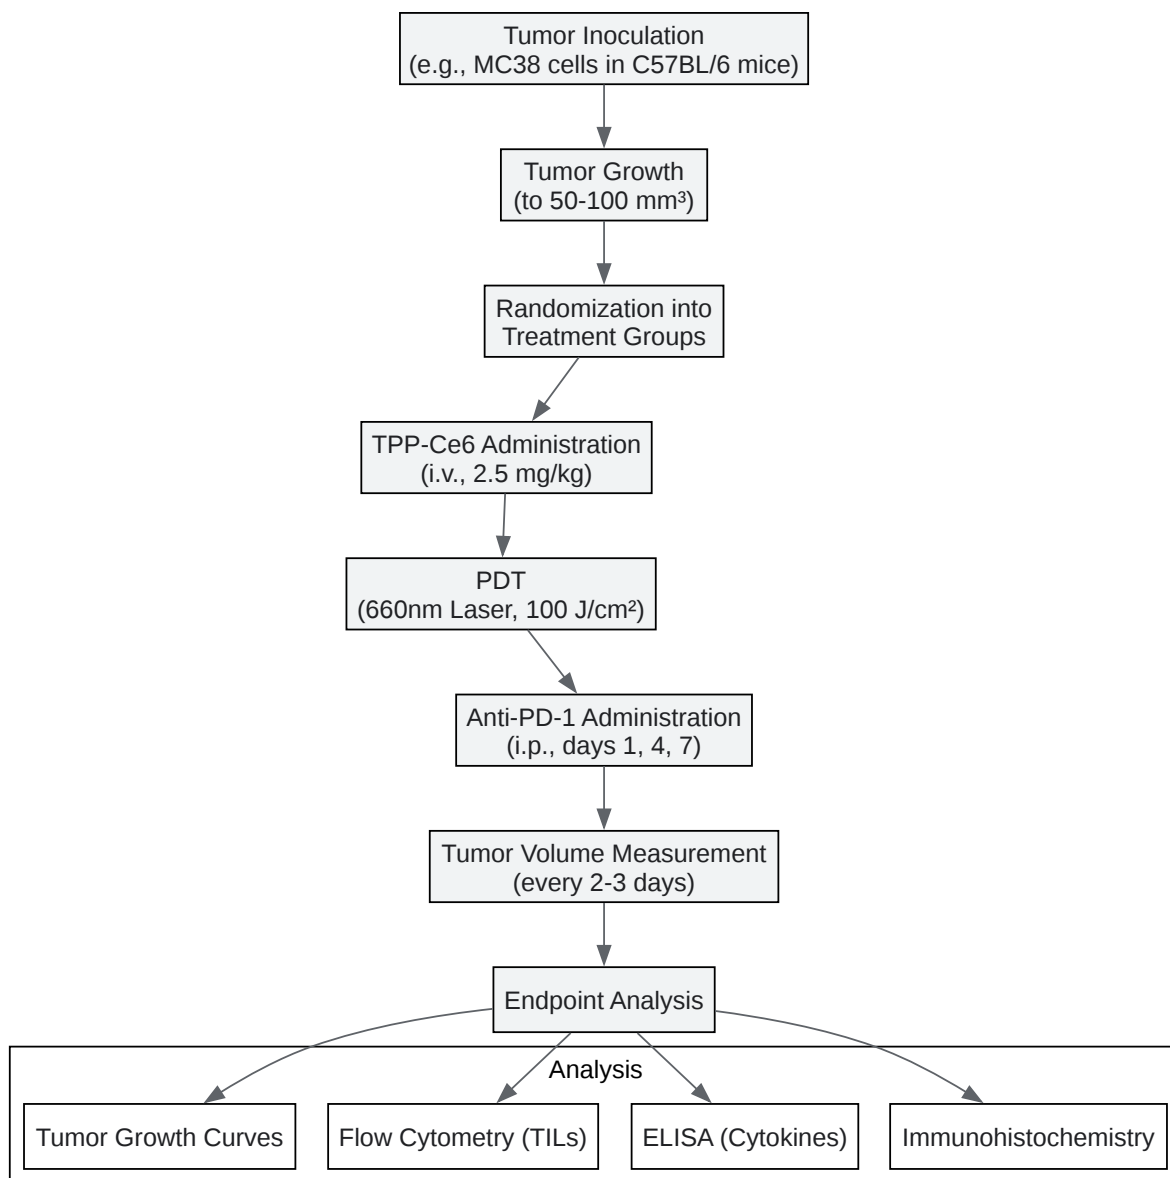 Tumor Inoculation
(e.g., MC38 cells in C57BL/6 mice)
Tumor Growth
(to 50-100 mm³)
Randomization into
Treatment Groups
TPP-Ce6 Administration
(i.v., 2.5 mg/kg)
PDT
(660nm Laser, 100 J/cm²)
Anti-PD-1 Administration
(i.p., days 1, 4, 7)
Tumor Volume Measurement
(every 2-3 days)
Endpoint Analysis
Analysis
Tumor Growth Curves
Flow Cytometry (TILs)
ELISA (Cytokines)
Immunohistochemistry